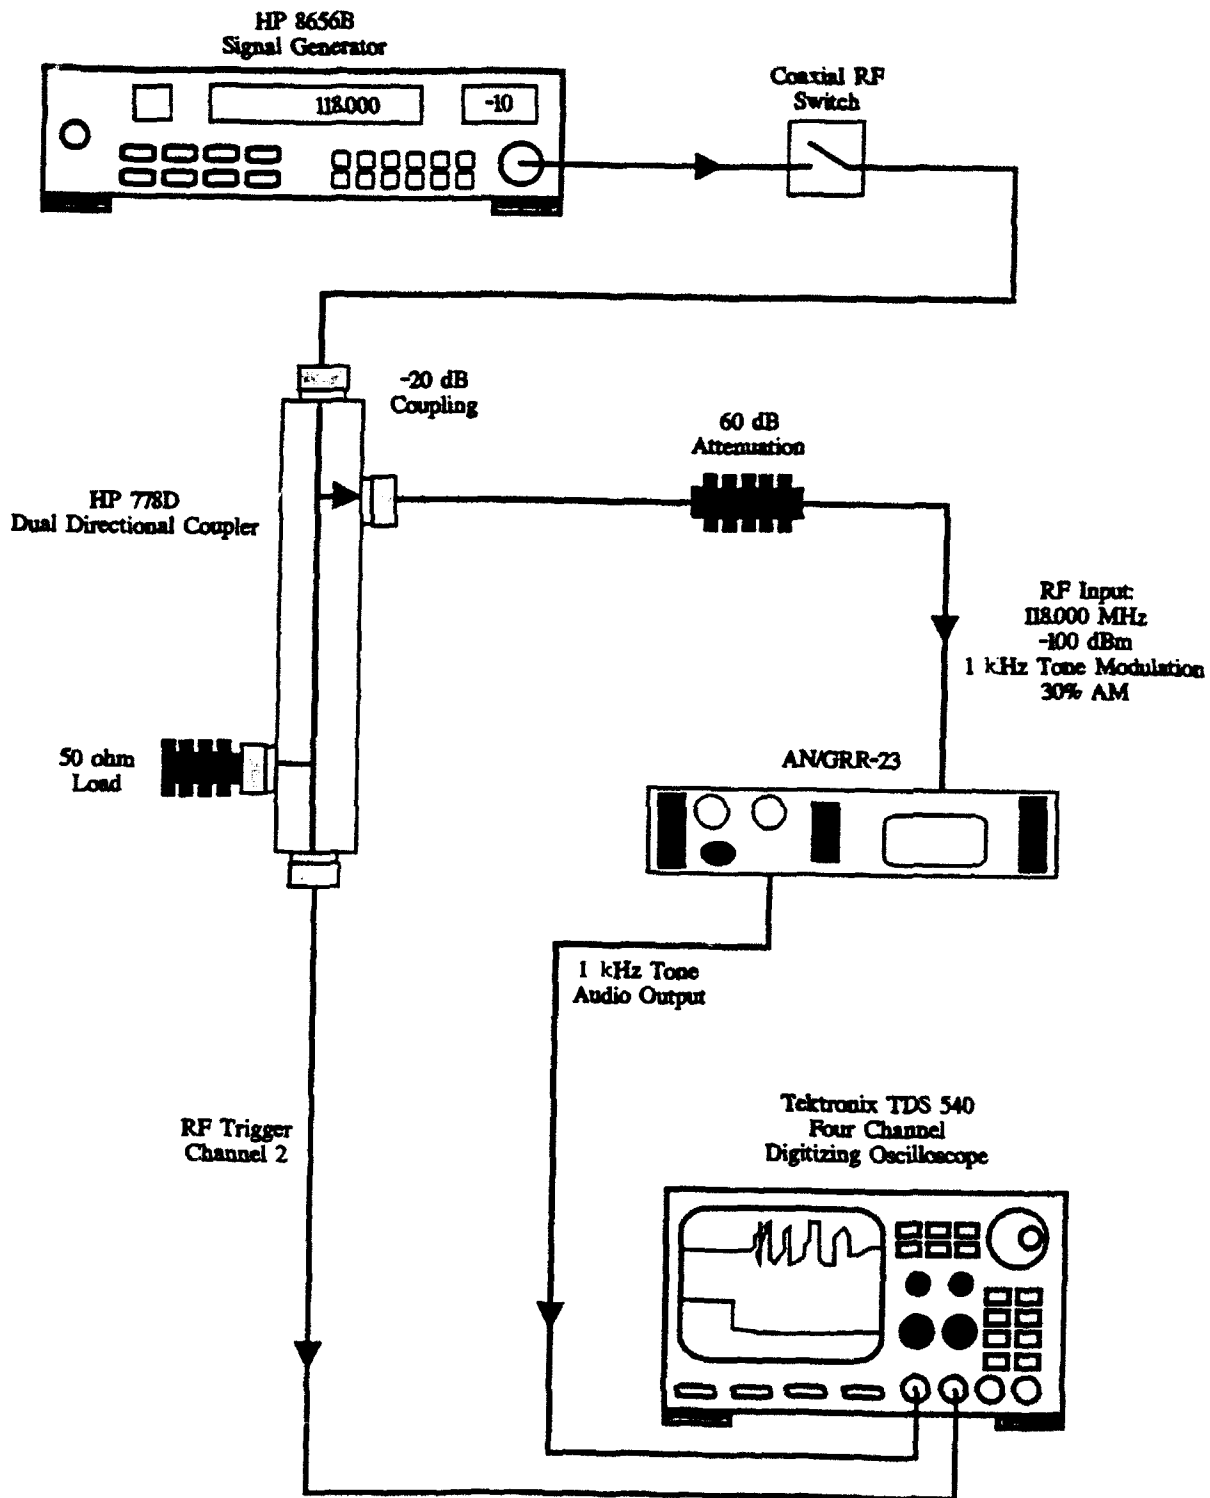 HP 8656B
Signal Generator
118.000
-10
Coaxial RF
Switch
-20 dB
Coupling
60 dB
Attenuation
HP 778D
Dual Directional Coupler
RF Input:
118.000 MHz
-100 dBm
1 kHz Tone Modulation
30% AM
50 ohm
Load
AN/GRR-23
1 kHz Tone
Audio Output
RF Trigger
Channel 2
Tektronix TDS 540
Four Channel
Digitizing Oscilloscope